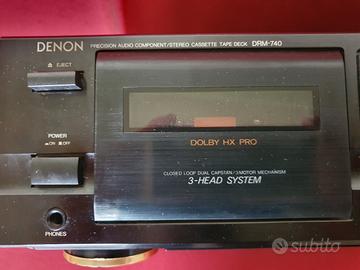 DENON PRECISION AUDIO COMPONENT/STEREO CASSETTE TAPE DECK DRM-740
≜ EJECT
DOLBY HX PRO
POWER
ON OFF
CLOSED LOOP DUAL CAPSTAN/3 MOTOR MECHANISM
3-HEAD SYSTEM
PHONES
subito